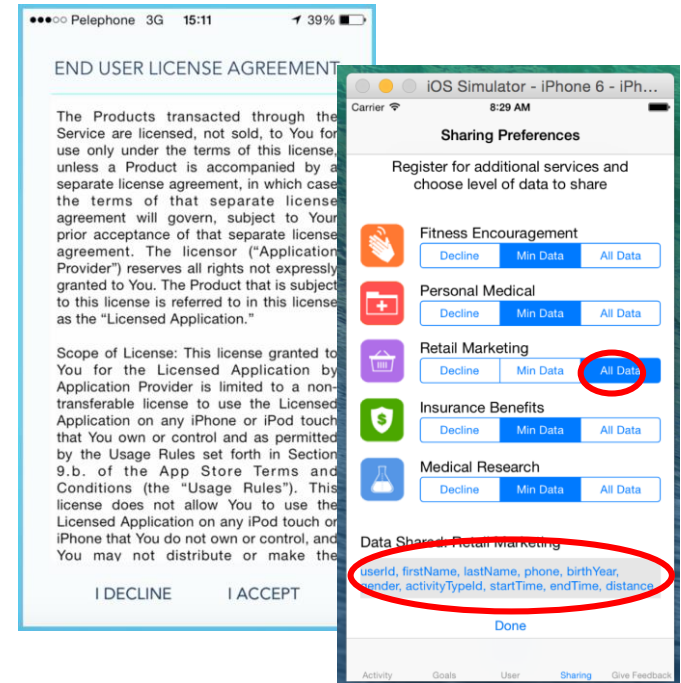 Pelephone 3G 15:11 39%
END USER LICENSE AGREEMENT
The Products transacted through the
Service are licensed, not sold, to You for
use only under the terms of this license,
unless a Product is accompanied by a
separate license agreement, in which case
the terms of that separate license
agreement will govern, subject to Your
prior acceptance of that separate license
agreement. The licensor (“Application
Provider”) reserves all rights not expressly
granted to You. The Product that is subject
to this license is referred to in this license
as the “Licensed Application.”
Scope of License: This license granted to
You for the Licensed Application by
Application Provider is limited to a non-
transferable license to use the Licensed
Application on any iPhone or iPod touch
that You own or control and as permitted
by the Usage Rules set forth in Section
9.b. of the App Store Terms and
Conditions (the “Usage Rules”). This
license does not allow You to use the
Licensed Application on any iPod touch or
iPhone that You do not own or control, and
You may not distribute or make the
I DECLINE I ACCEPT
iOS Simulator - iPhone 6 - iPh...
Carrier 8:29 AM
Sharing Preferences
Register for additional services and
choose level of data to share
Fitness Encouragement
Decline Min Data All Data
Personal Medical
Decline Min Data All Data
Retail Marketing
Decline Min Data All Data
Insurance Benefits
Decline Min Data All Data
Medical Research
Decline Min Data All Data
Data Shared: Retail Marketing
userId, firstName, lastName, phone, birthYear,
gender, activityTypeId, startTime, endTime, distance
Done
Activity Goals User Sharing Give Feedback